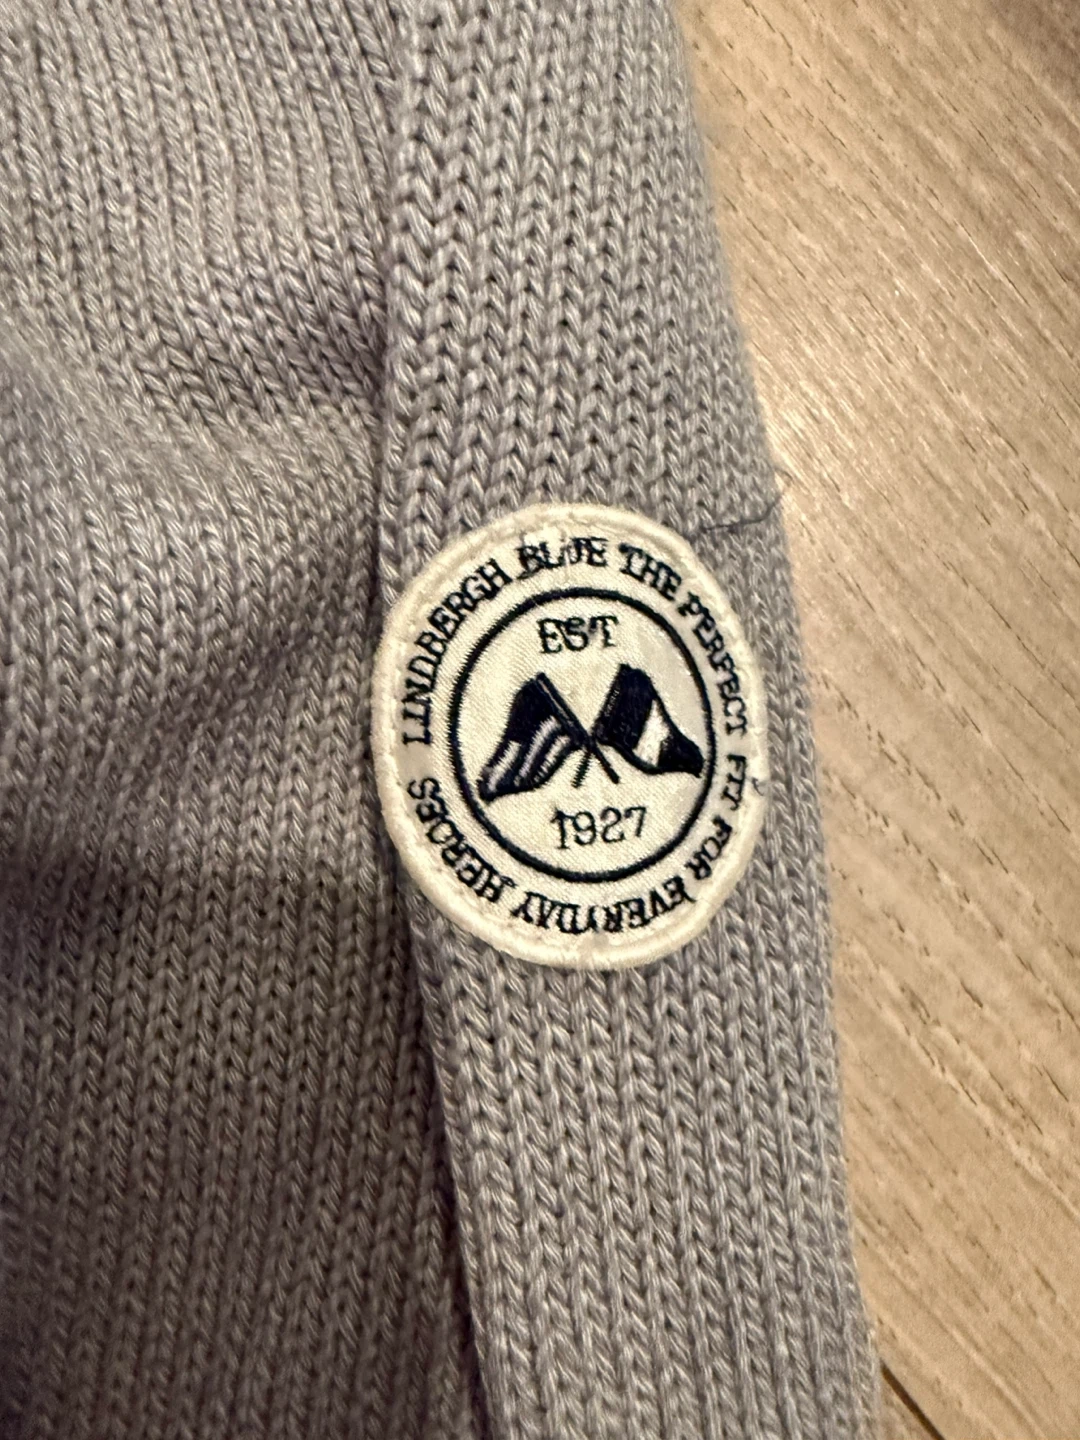 LINDBERGH BLUE THE PERFECT FIT FOR EVERYDAY HEROES
EST
1927